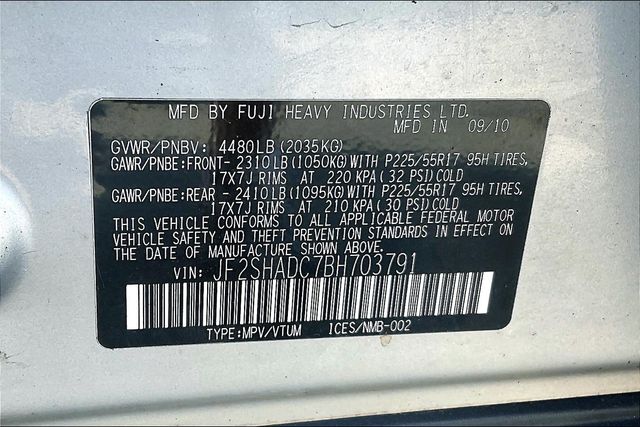 MFD BY FUJI HEAVY INDUSTRIES LTD.
MFD IN 09/10
GVWR/PNBV: 4480LB (2035KG)
GAWR/PNBE:FRONT- 2310LB (1050KG) WITH P225/55R17 95H TIRES,
17X7J RIMS AT 220 KPA (32 PSI) COLD
GAWR/PNBE:REAR - 2410LB (1095KG) WITH P225/55R17 95H TIRES,
17X7J RIMS AT 210 KPA (30 PSI) COLD
THIS VEHICLE CONFORMS TO ALL APPLICABLE FEDERAL MOTOR
VEHICLE SAFETY AND THEFT PREVENTION STANDARDS IN EFFECT ON
THE DATE OF MANUFACTURE SHOWN ABOVE.
VIN: JF2SHADC7BH703791
TYPE:MPV/VTUM ICES/NMB-002